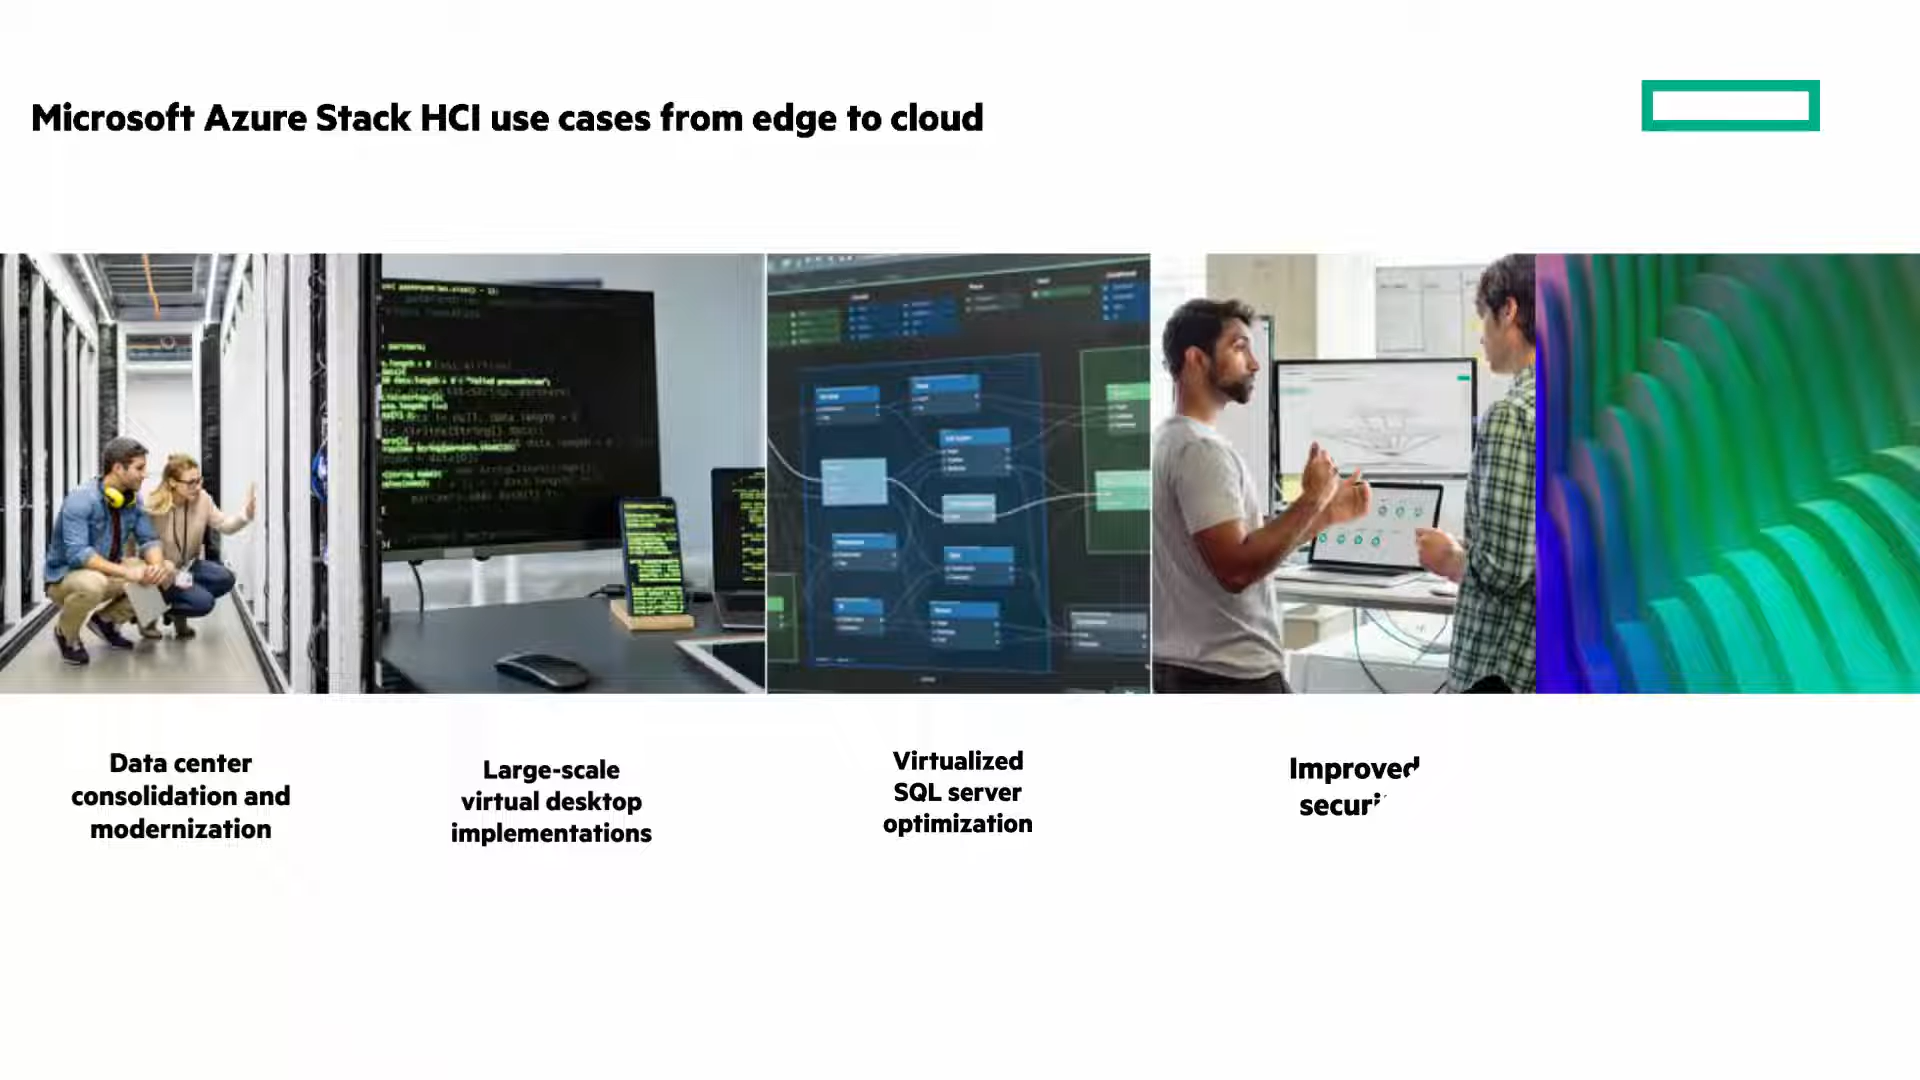 Microsoft Azure Stack HCI use cases from edge to cloud
Data center
consolidation and
modernization
Large-scale
virtual desktop
implementations
Virtualized
SQL server
optimization
Improved